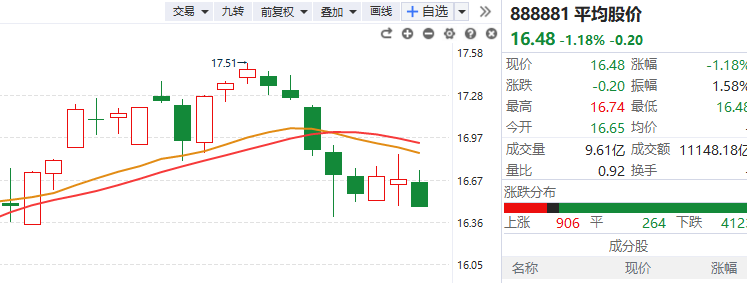 交易 九转 前复权 叠加 画线 +自选
17.58
17.51
17.28
16.97
16.67
16.36
16.05
888881 平均股价
16.48 -1.18% -0.20
现价 16.48 涨幅 -1.18%
涨跌 -0.20 振幅 1.58%
最高 16.74 最低 16.48
今开 16.65 均价 -
成交量 9.61亿 成交额 11148.18亿
量比 0.92 换手 -
涨跌分布
上涨 906 平 264 下跌 412
成分股
名称 现价 涨幅